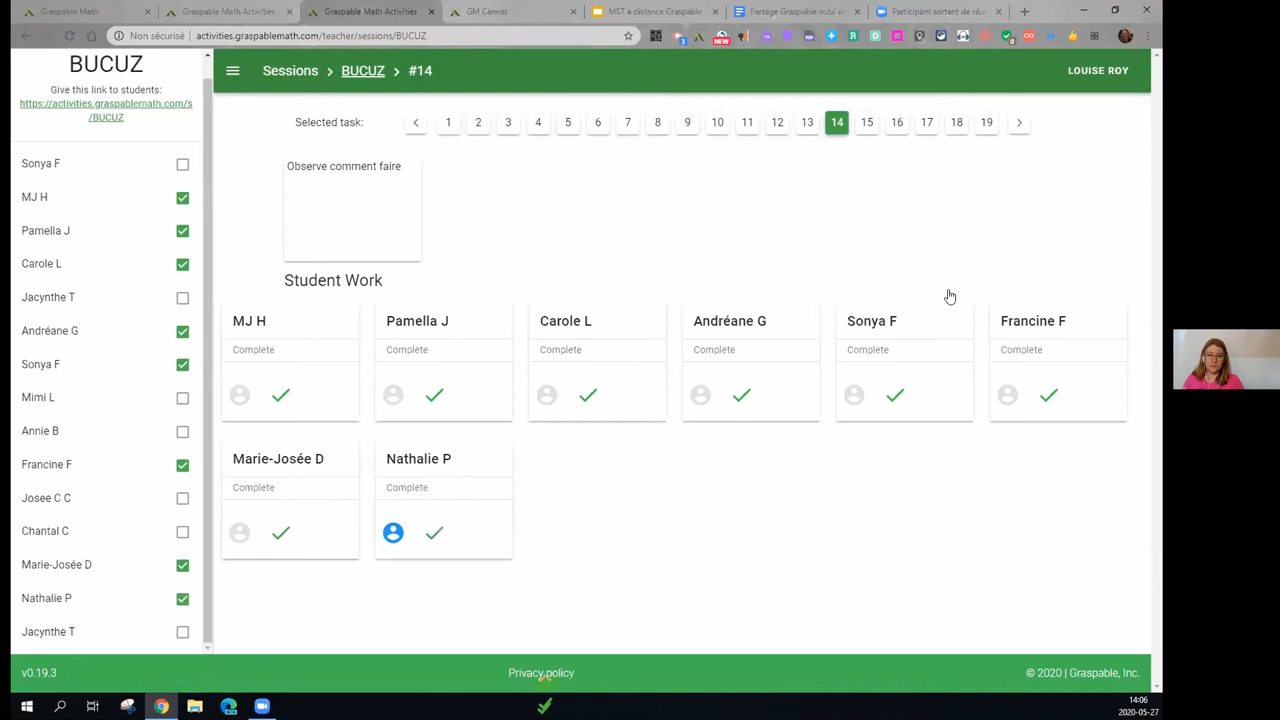 Graspable Math
Graspable Math Activities
Graspable Math Activities
GM Canvas
MST à distance Graspable
Partage Graspable outil a
Participant sortant de réu
Non sécurisé
activities.graspablemath.com/teacher/sessions/BUCUZ
NEW
BUCUZ
Give this link to students:
https://activities.graspablemath.com/s
/BUCUZ
Sonya F
MJ H
Pamella J
Carole L
Jacynthe T
Andréane G
Sonya F
Mimi L
Annie B
Francine F
Josee C C
Chantal C
Marie-Josée D
Nathalie P
Jacynthe T
Sessions > BUCUZ > #14
LOUISE ROY
Selected task: < 1 2 3 4 5 6 7 8 9 10 11 12 13 14 15 16 17 18 19 >
Observe comment faire
Student Work
MJ H
Complete
Pamella J
Complete
Carole L
Complete
Andréane G
Complete
Sonya F
Complete
Francine F
Complete
Marie-Josée D
Complete
Nathalie P
Complete
v0.19.3
Privacy policy
© 2020 | Graspable, Inc.
14:06
2020-05-27